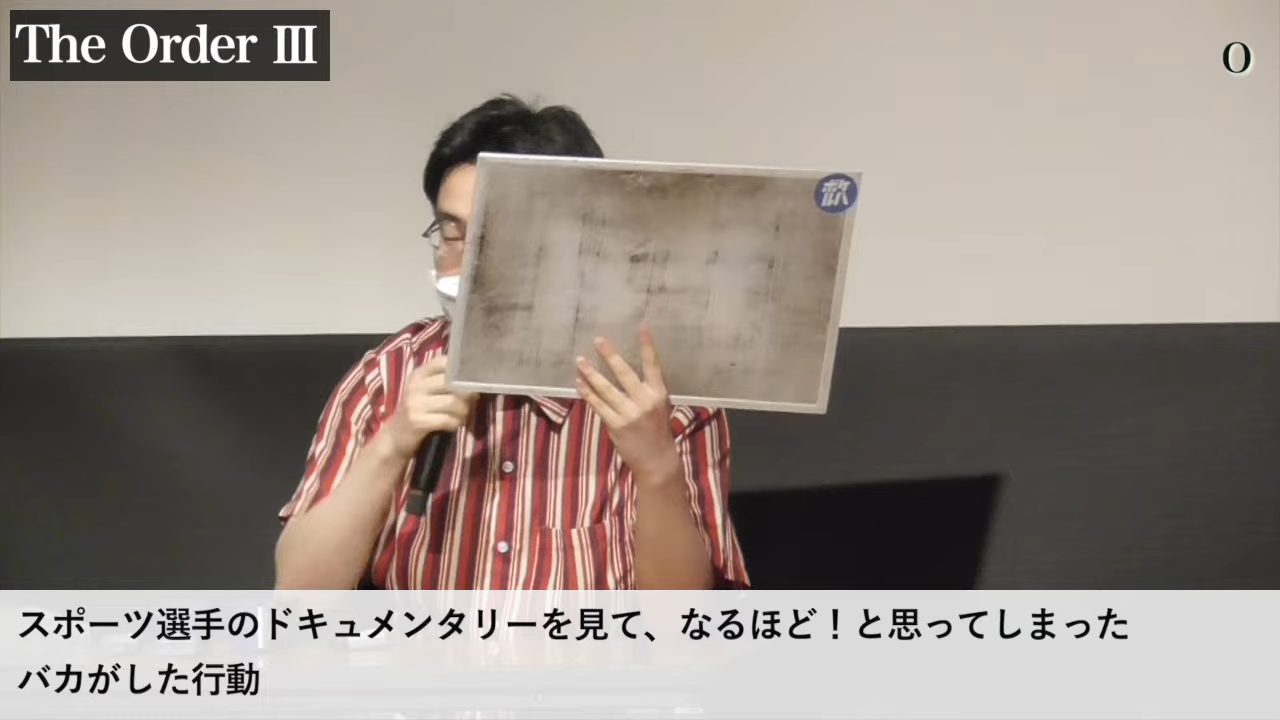 The Order Ⅲ
0
スポーツ選手のドキュメンタリーを見て、なるほど！と思ってしまった
バカがした行動